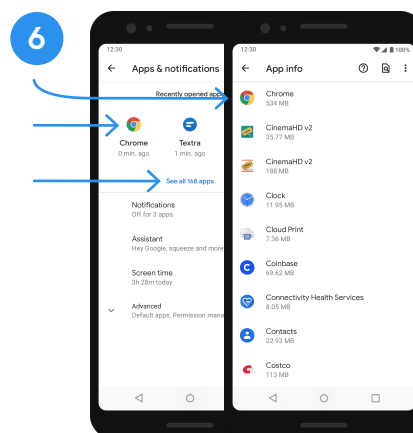 6
12:30
Apps & notifications
Recently opened apps
Chrome
0 min. ago
Textra
1 min. ago
See all 168 apps
Notifications
Off for 3 apps
Assistant
Hey Google, squeeze and more
Screen time
3h 28m today
Advanced
Default apps, Permission mana
12:30
100%
App info
Chrome
534 MB
CinemaHD v2
35.77 MB
CinemaHD v2
188 MB
Clock
11.95 MB
Cloud Print
7.36 MB
Coinbase
69.62 MB
Connectivity Health Services
8.05 MB
Contacts
22.93 MB
Costco
113 MB